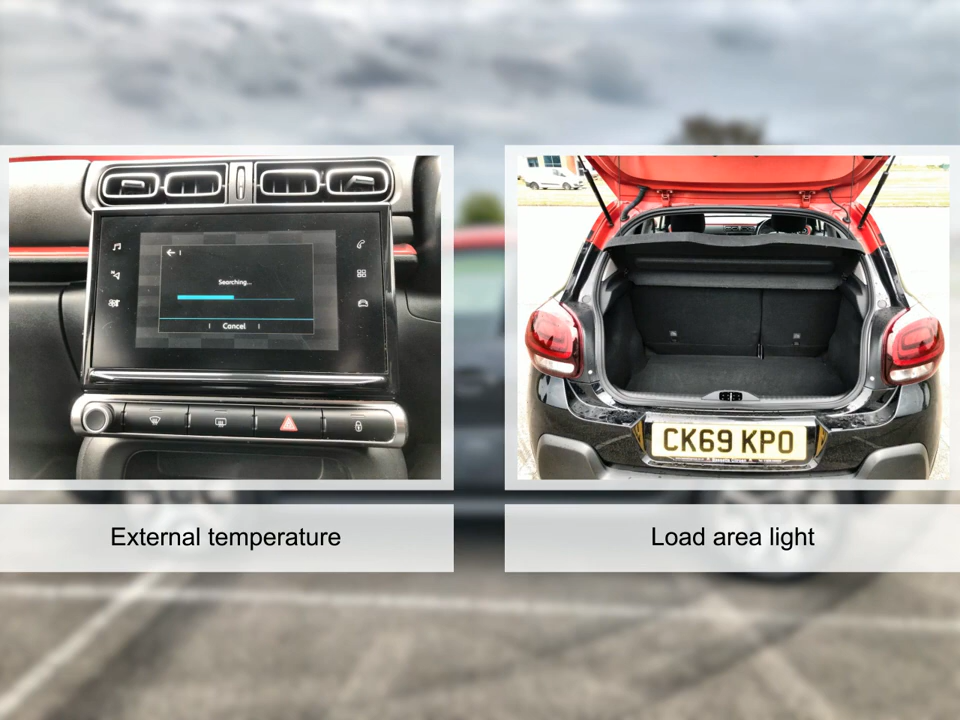 Searching...
Cancel
CK69 KPO
External temperature
Load area light